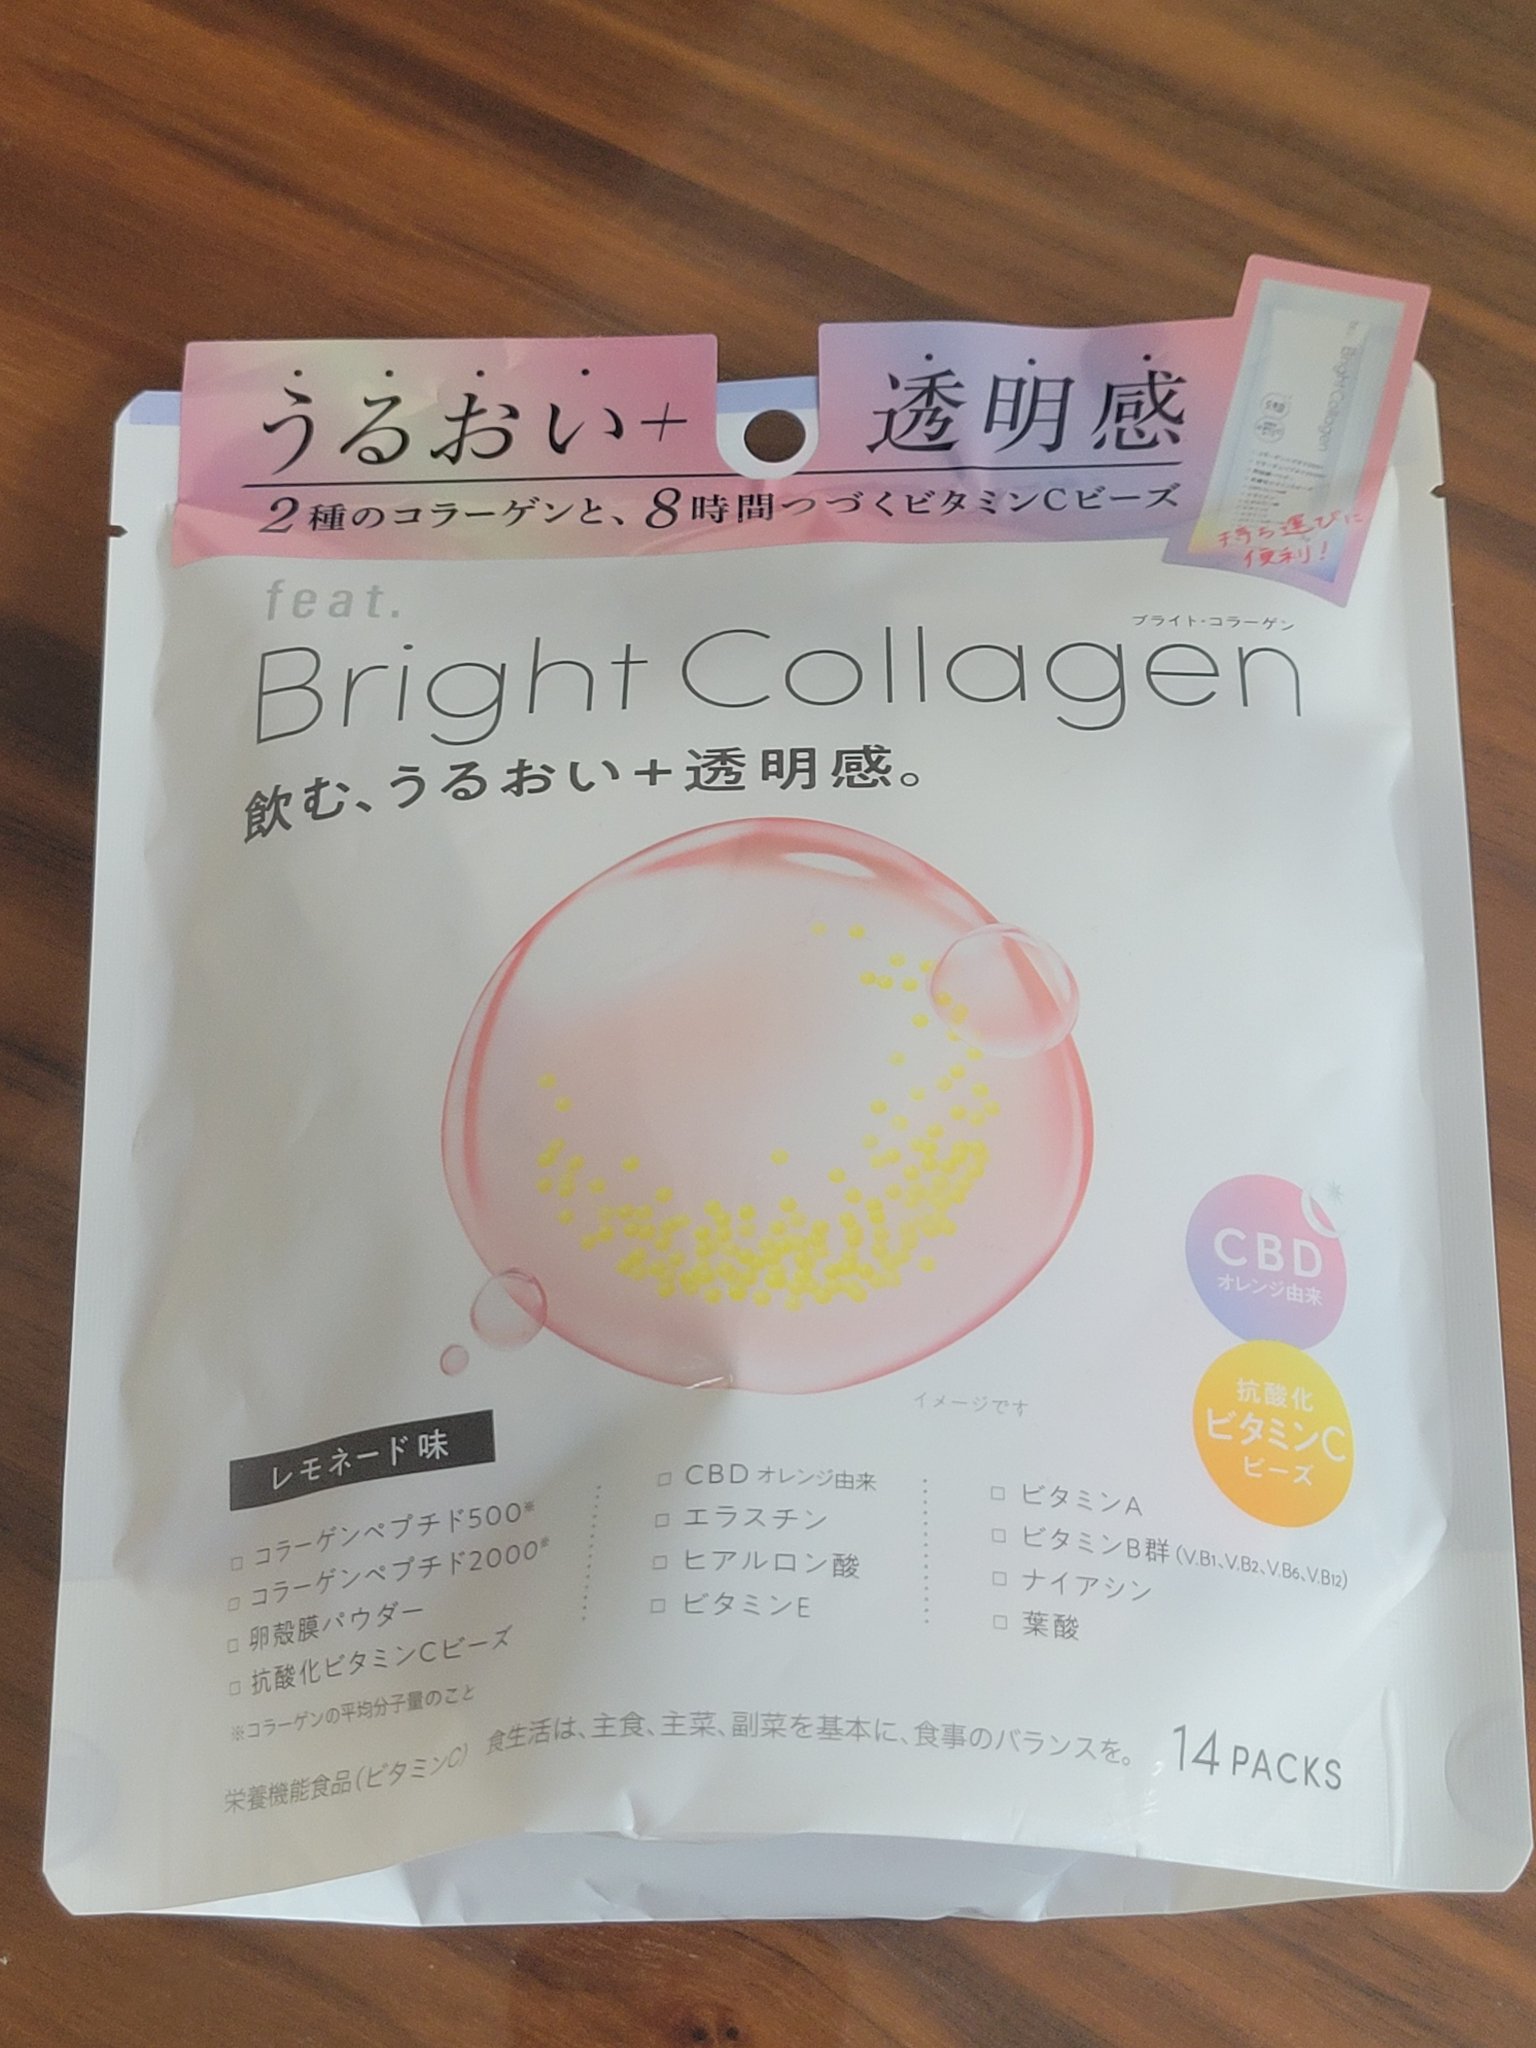 うるおい+透明感
2種のコラーゲンと、8時間つづくビタミンCビーズ
Bright Collagen
持ち運びに
便利!
feat.
ブライト・コラーゲン
Bright Collagen
飲む、うるおい+透明感。
CBD
オレンジ由来
抗酸化
ビタミンC
ビーズ
イメージです
レモネード味
□ コラーゲンペプチド500※
□ コラーゲンペプチド2000※
□ 卵殻膜パウダー
□ 抗酸化ビタミンCビーズ
※コラーゲンの平均分子量のこと
□ CBD オレンジ由来
□ エラスチン
□ ヒアルロン酸
□ ビタミンE
□ ビタミンA
□ ビタミンB群(V.B1、V.B2、V.B6、V.B12)
□ ナイアシン
□ 葉酸
栄養機能食品(ビタミンC)
食生活は、主食、主菜、副菜を基本に、食事のバランスを。
14 PACKS